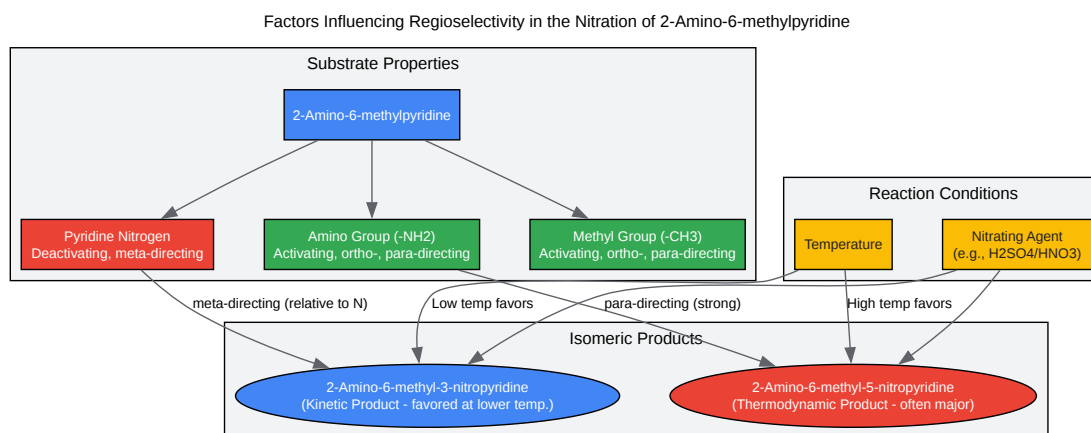 Factors Influencing Regioselectivity in the Nitration of 2-Amino-6-methylpyridine
Substrate Properties
2-Amino-6-methylpyridine
Reaction Conditions
Pyridine Nitrogen
Deactivating, meta-directing
Amino Group (-NH2)
Activating, ortho-, para-directing
Methyl Group (-CH3)
Activating, ortho-, para-directing
Temperature
Nitrating Agent
(e.g., H2SO4/HNO3)
meta-directing (relative to N)
Low temp favors
para-directing (strong)
High temp favors
Isomeric Products
2-Amino-6-methyl-3-nitropyridine
(Kinetic Product - favored at lower temp.)
2-Amino-6-methyl-5-nitropyridine
(Thermodynamic Product - often major)